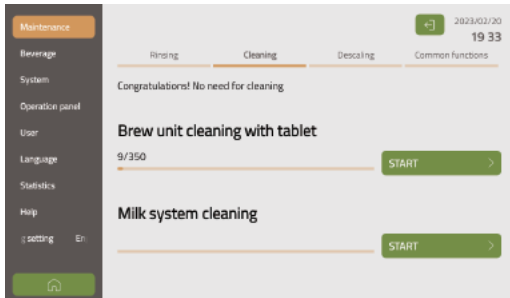 Maintenance
Beverage
System
Operation panel
User
Language
Statistics
Help
setting En
2023/02/20
19 33
Rinsing Cleaning Descaling Common functions
Congratulations! No need for cleaning
Brew unit cleaning with tablet
9/350
START
Milk system cleaning
START